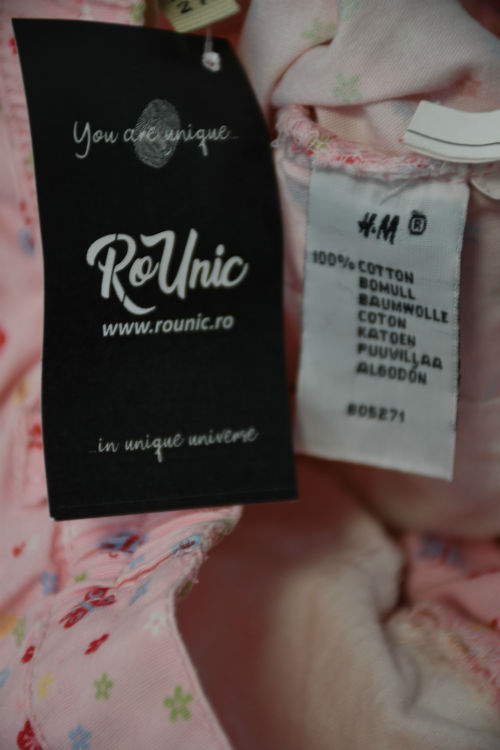 You are unique...
RoUnic
www.rounic.ro
...in unique universe
H&M ®
100% COTTON
BOMULL
BAUMWOLLE
COTON
KATOEN
PUUVILLAA
ALGODÓN
805271